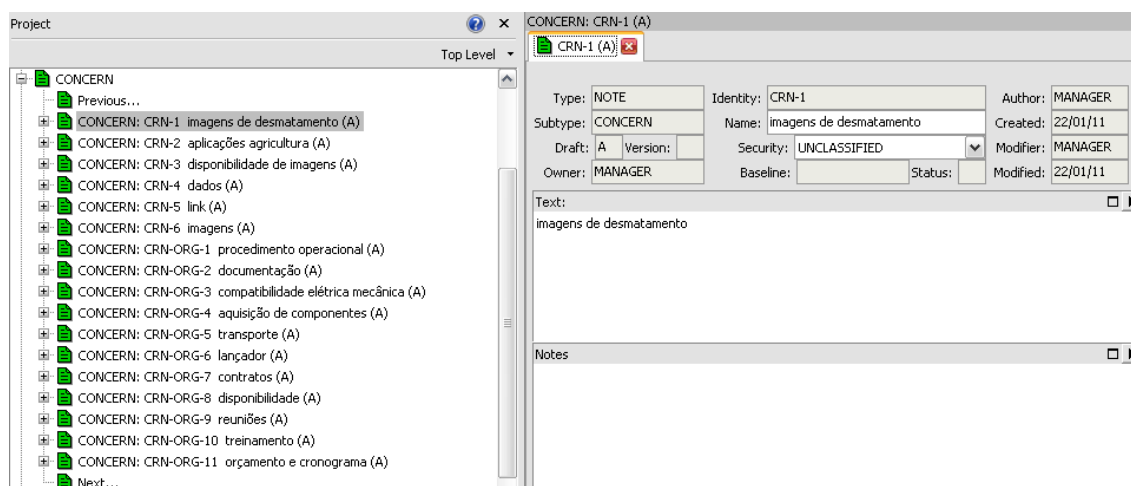 Project
Top Level
CONCERN
Previous...
CONCERN: CRN-1 imagens de desmatamento (A)
CONCERN: CRN-2 aplicações agricultura (A)
CONCERN: CRN-3 disponibilidade de imagens (A)
CONCERN: CRN-4 dados (A)
CONCERN: CRN-5 link (A)
CONCERN: CRN-6 imagens (A)
CONCERN: CRN-ORG-1 procedimento operacional (A)
CONCERN: CRN-ORG-2 documentação (A)
CONCERN: CRN-ORG-3 compatibilidade elétrica mecânica (A)
CONCERN: CRN-ORG-4 aquisição de componentes (A)
CONCERN: CRN-ORG-5 transporte (A)
CONCERN: CRN-ORG-6 lançador (A)
CONCERN: CRN-ORG-7 contratos (A)
CONCERN: CRN-ORG-8 disponibilidade (A)
CONCERN: CRN-ORG-9 reuniões (A)
CONCERN: CRN-ORG-10 treinamento (A)
CONCERN: CRN-ORG-11 orçamento e cronograma (A)
Next...
CONCERN: CRN-1 (A)
CRN-1 (A)
Type: NOTE Identity: CRN-1 Author: MANAGER
Subtype: CONCERN Name: imagens de desmatamento Created: 22/01/11
Draft: A Version: Security: UNCLASSIFIED Modifier: MANAGER
Owner: MANAGER Baseline: Status: Modified: 22/01/11
Text:
imagens de desmatamento
Notes